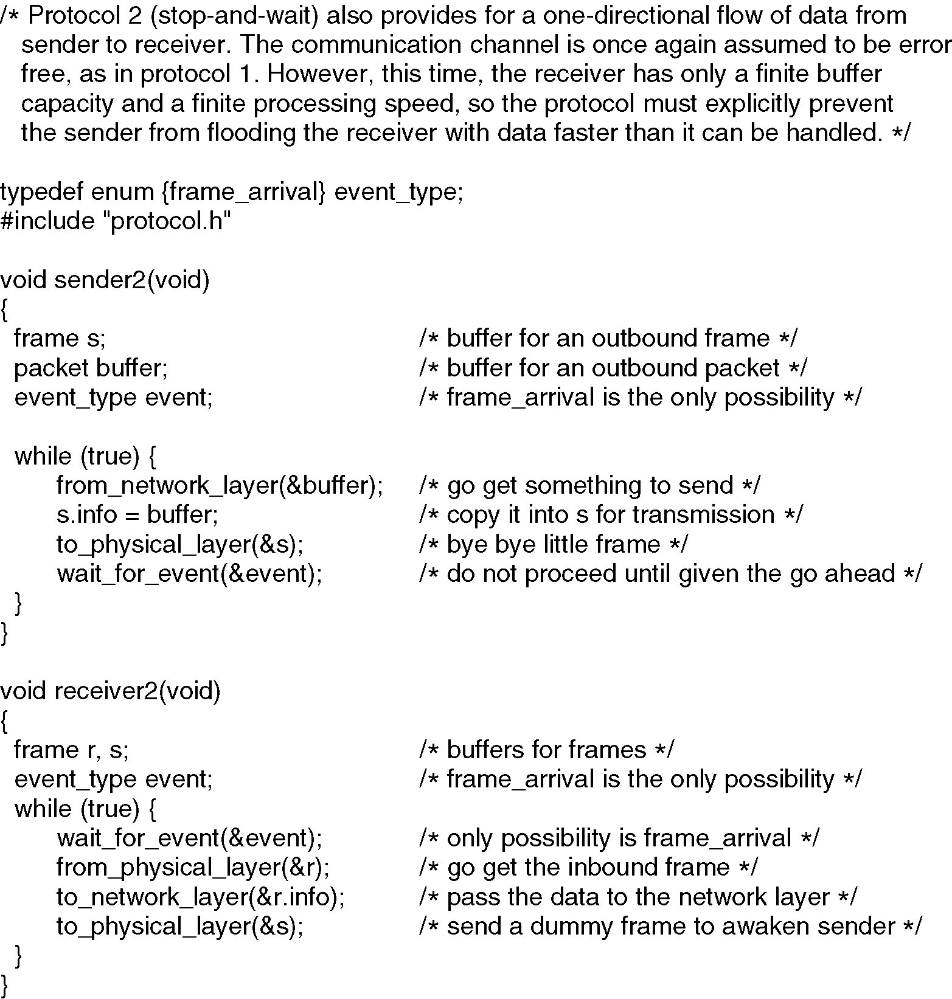 /* Protocol 2 (stop-and-wait) also provides for a one-directional flow of data from
sender to receiver. The communication channel is once again assumed to be error
free, as in protocol 1. However, this time, the receiver has only a finite buffer
capacity and a finite processing speed, so the protocol must explicitly prevent
the sender from flooding the receiver with data faster than it can be handled. */
typedef enum {frame_arrival} event_type;
#include "protocol.h"
void sender2(void)
{
frame s; /* buffer for an outbound frame */
packet buffer; /* buffer for an outbound packet */
event_type event; /* frame_arrival is the only possibility */
while (true) {
from_network_layer(&buffer); /* go get something to send */
s.info = buffer; /* copy it into s for transmission */
to_physical_layer(&s); /* bye bye little frame */
wait_for_event(&event); /* do not proceed until given the go ahead */
}
}
void receiver2(void)
{
frame r, s; /* buffers for frames */
event_type event; /* frame_arrival is the only possibility */
while (true) {
wait_for_event(&event); /* only possibility is frame_arrival */
from_physical_layer(&r); /* go get the inbound frame */
to_network_layer(&r.info); /* pass the data to the network layer */
to_physical_layer(&s); /* send a dummy frame to awaken sender */
}
}